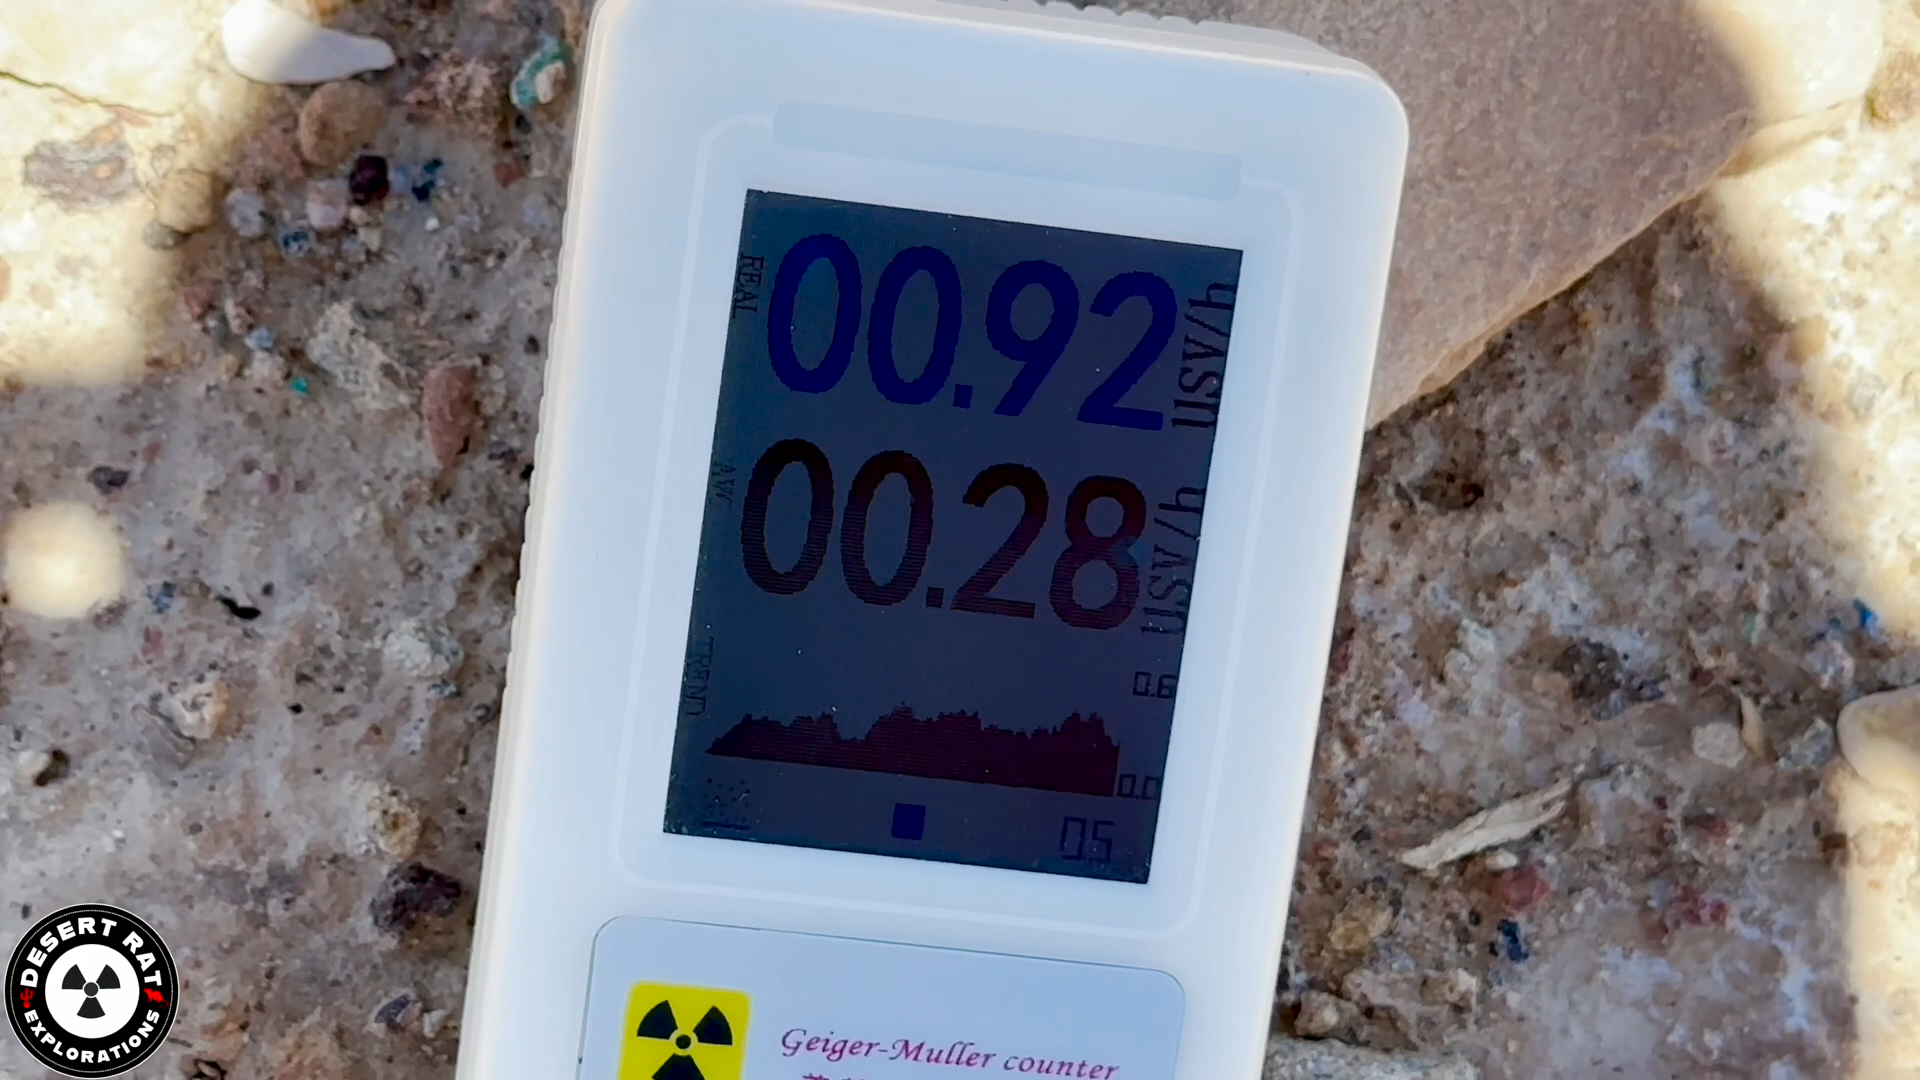 REAL
00.92
uSV/h
AVG
00.28
uSV/h
TREND
0.6
0.0
05
Geiger-Muller counter
DESERT RAT
EXPLORATIONS